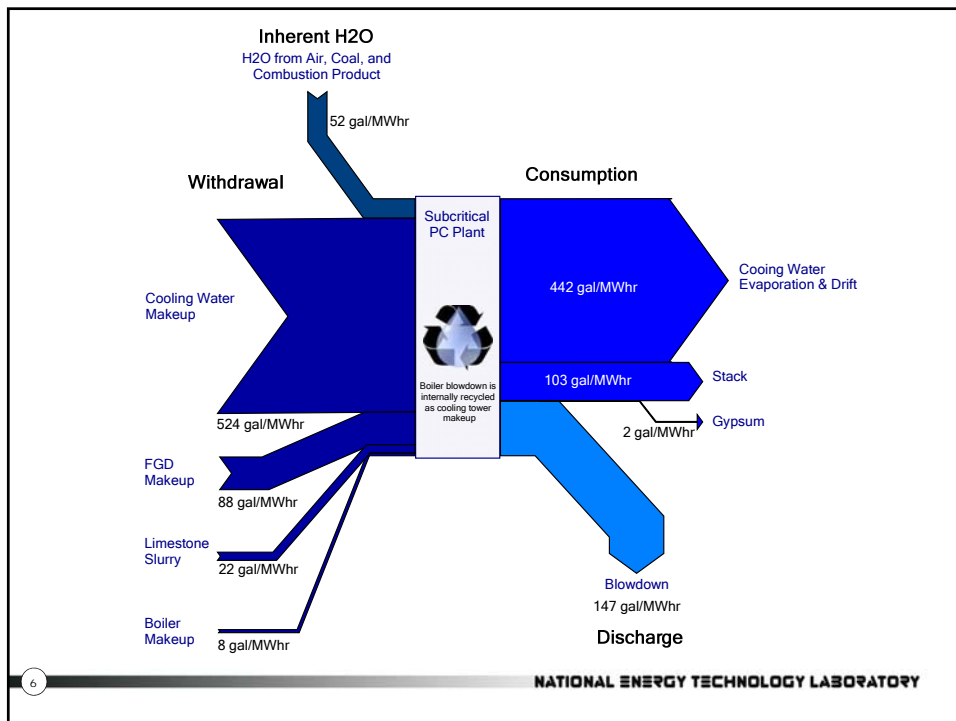 Inherent H2O
H2O from Air, Coal, and
Combustion Product
52 gal/MWhr
Withdrawal
Consumption
Subcritical
PC Plant
Cooling Water
Makeup
442 gal/MWhr
Cooing Water
Evaporation & Drift
Boiler blowdown is
internally recycled
as cooling tower
makeup
103 gal/MWhr
Stack
524 gal/MWhr
2 gal/MWhr
Gypsum
FGD
Makeup
88 gal/MWhr
Limestone
Slurry
22 gal/MWhr
Blowdown
147 gal/MWhr
Boiler
Makeup
8 gal/MWhr
Discharge
6
NATIONAL ENERGY TECHNOLOGY LABORATORY